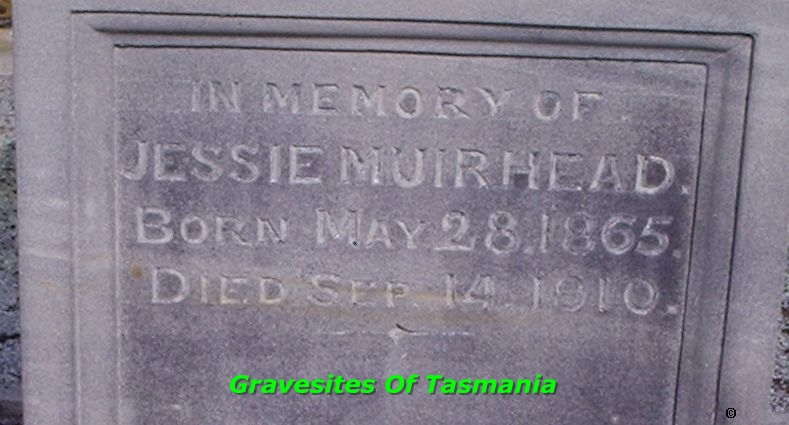 IN MEMORY OF
JESSIE MUIRHEAD.
BORN MAY 28.1865.
DIED SEP. 14. 1910.
Gravesites Of Tasmania
©